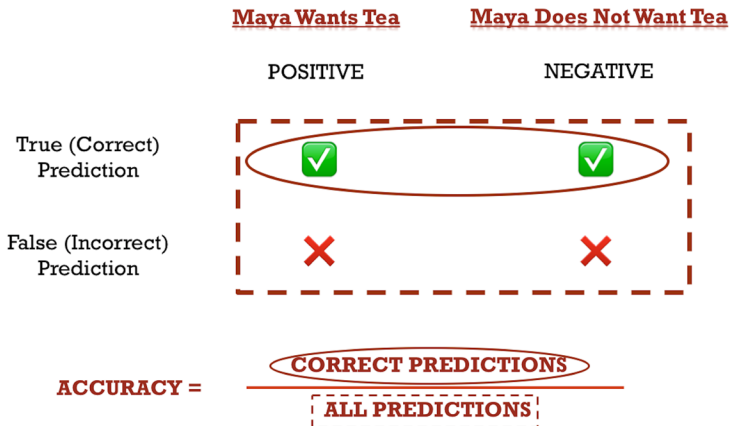 Maya Wants Tea
Maya Does Not Want Tea
POSITIVE
NEGATIVE
True (Correct)
Prediction
False (Incorrect)
Prediction
ACCURACY =
CORRECT PREDICTIONS
ALL PREDICTIONS